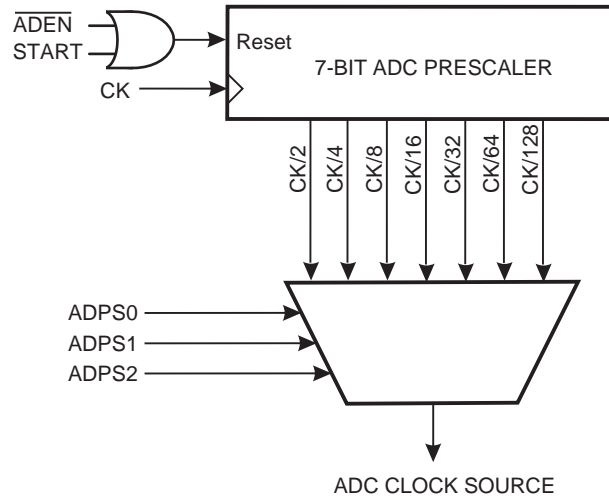 ADEN
START
Reset
7-BIT ADC PRESCALER
CK
CK/2
CK/4
CK/8
CK/16
CK/32
CK/64
CK/128
ADPS0
ADPS1
ADPS2
ADC CLOCK SOURCE